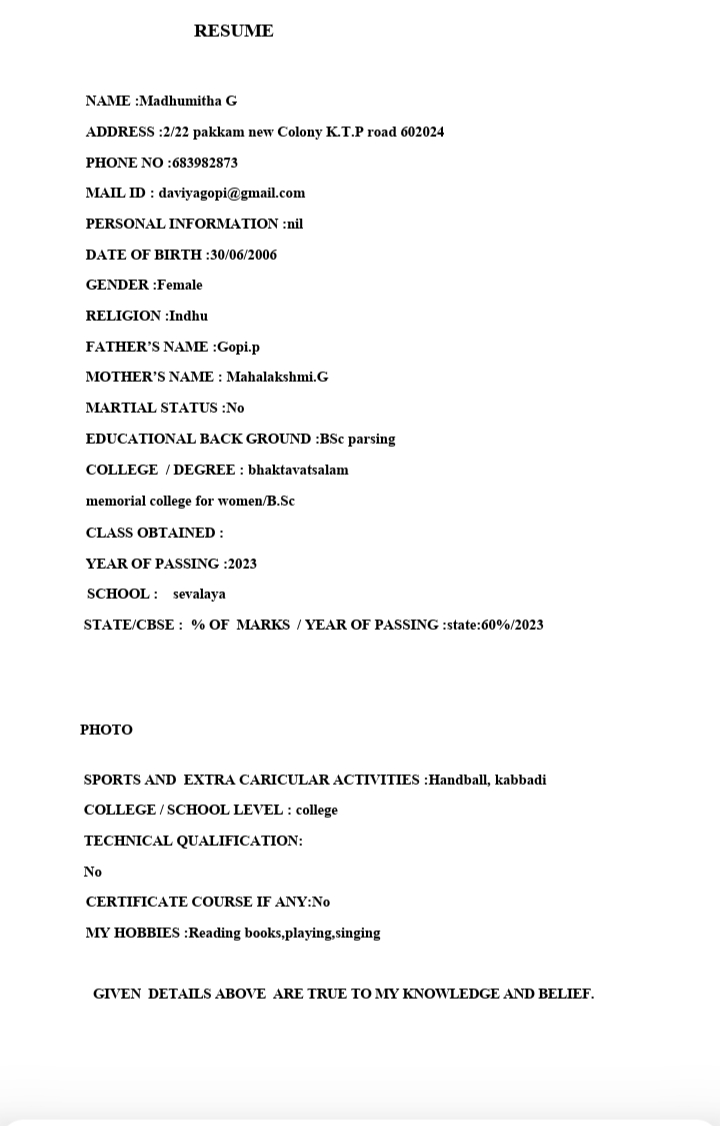 RESUME
NAME :Madhumitha G
ADDRESS :2/22 pakkam new Colony K.T.P road 602024
PHONE NO :683982873
MAIL ID : daviyagopi@gmail.com
PERSONAL INFORMATION :nil
DATE OF BIRTH :30/06/2006
GENDER :Female
RELIGION :Indhu
FATHER'S NAME :Gopi.p
MOTHER'S NAME : Mahalakshmi.G
MARTIAL STATUS :No
EDUCATIONAL BACK GROUND :BSc parsing
COLLEGE / DEGREE : bhaktavatsalam
memorial college for women/B.Sc
CLASS OBTAINED :
YEAR OF PASSING :2023
SCHOOL : sevalaya
STATE/CBSE : % OF MARKS / YEAR OF PASSING :state:60%/2023
PHOTO
SPORTS AND EXTRA CARICULAR ACTIVITIES :Handball, kabbadi
COLLEGE / SCHOOL LEVEL : college
TECHNICAL QUALIFICATION:
No
CERTIFICATE COURSE IF ANY:No
MY HOBBIES :Reading books,playing,singing
GIVEN DETAILS ABOVE ARE TRUE TO MY KNOWLEDGE AND BELIEF.